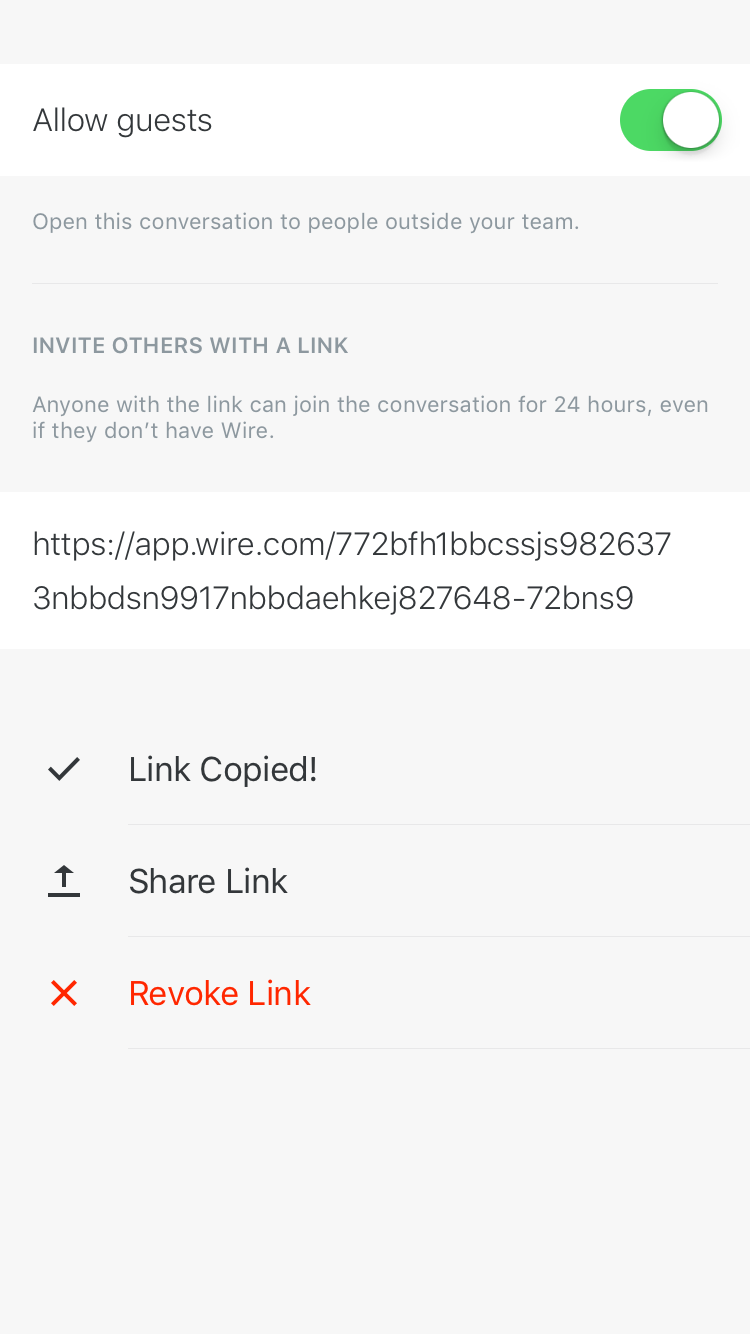 Allow guests
Open this conversation to people outside your team.
INVITE OTHERS WITH A LINK
Anyone with the link can join the conversation for 24 hours, even
if they don’t have Wire.
https://app.wire.com/772bfh1bbcssjs982637
3nbbdsn9917nbbdaehkej827648-72bns9
Link Copied!
Share Link
Revoke Link